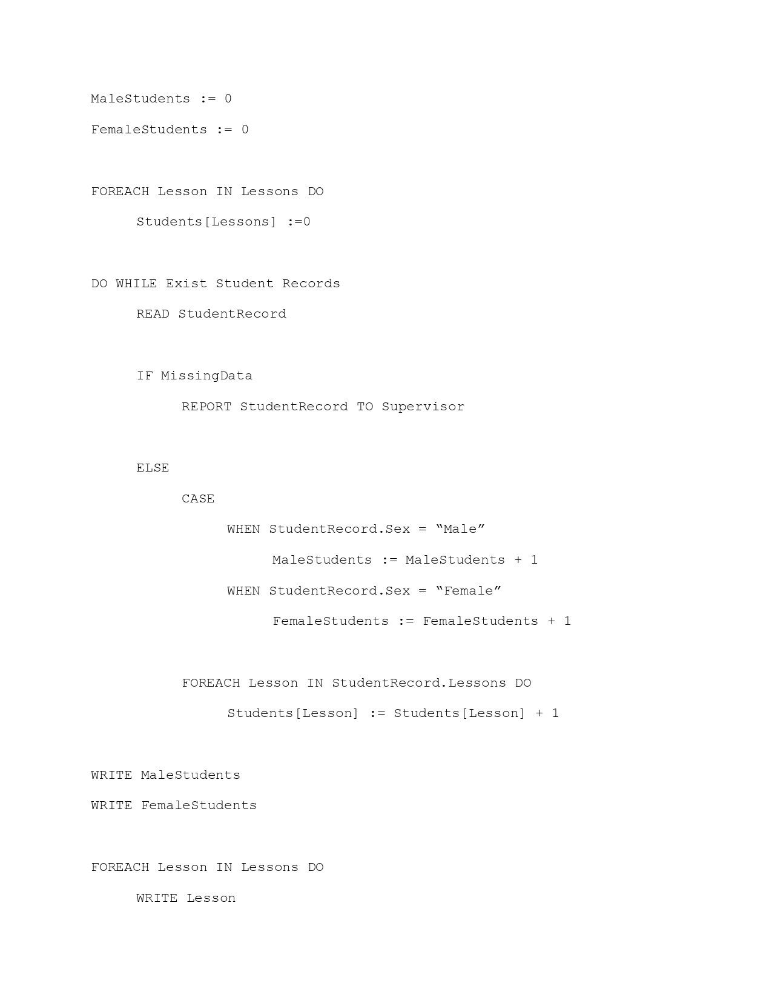 MaleStudents := 0
FemaleStudents := 0
FOREACH Lesson IN Lessons DO
Students[Lessons] :=0
DO WHILE Exist Student Records
READ StudentRecord
IF MissingData
REPORT StudentRecord TO Supervisor
ELSE
CASE
WHEN StudentRecord.Sex = “Male”
MaleStudents := MaleStudents + 1
WHEN StudentRecord.Sex = “Female”
FemaleStudents := FemaleStudents + 1
FOREACH Lesson IN StudentRecord.Lessons DO
Students[Lesson] := Students[Lesson] + 1
WRITE MaleStudents
WRITE FemaleStudents
FOREACH Lesson IN Lessons DO
WRITE Lesson